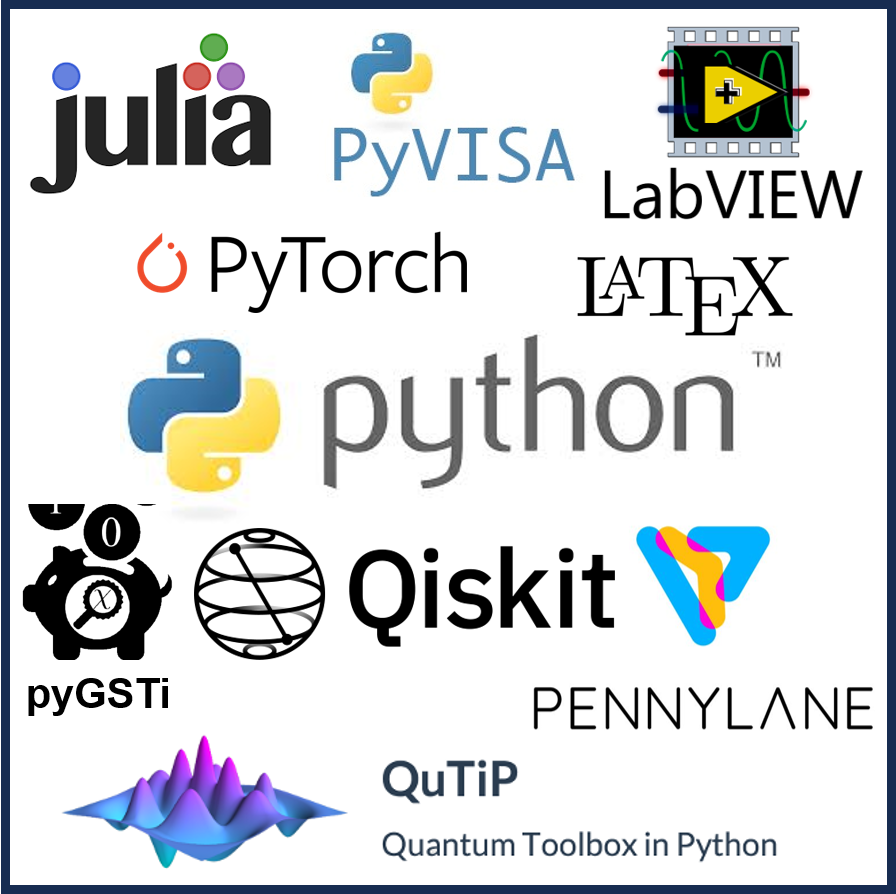 julia
PyVISA
LabVIEW
PyTorch
LATEX
python™
0
x
Qiskit
pyGSTi
PENNYLANE
QuTiP
Quantum Toolbox in Python